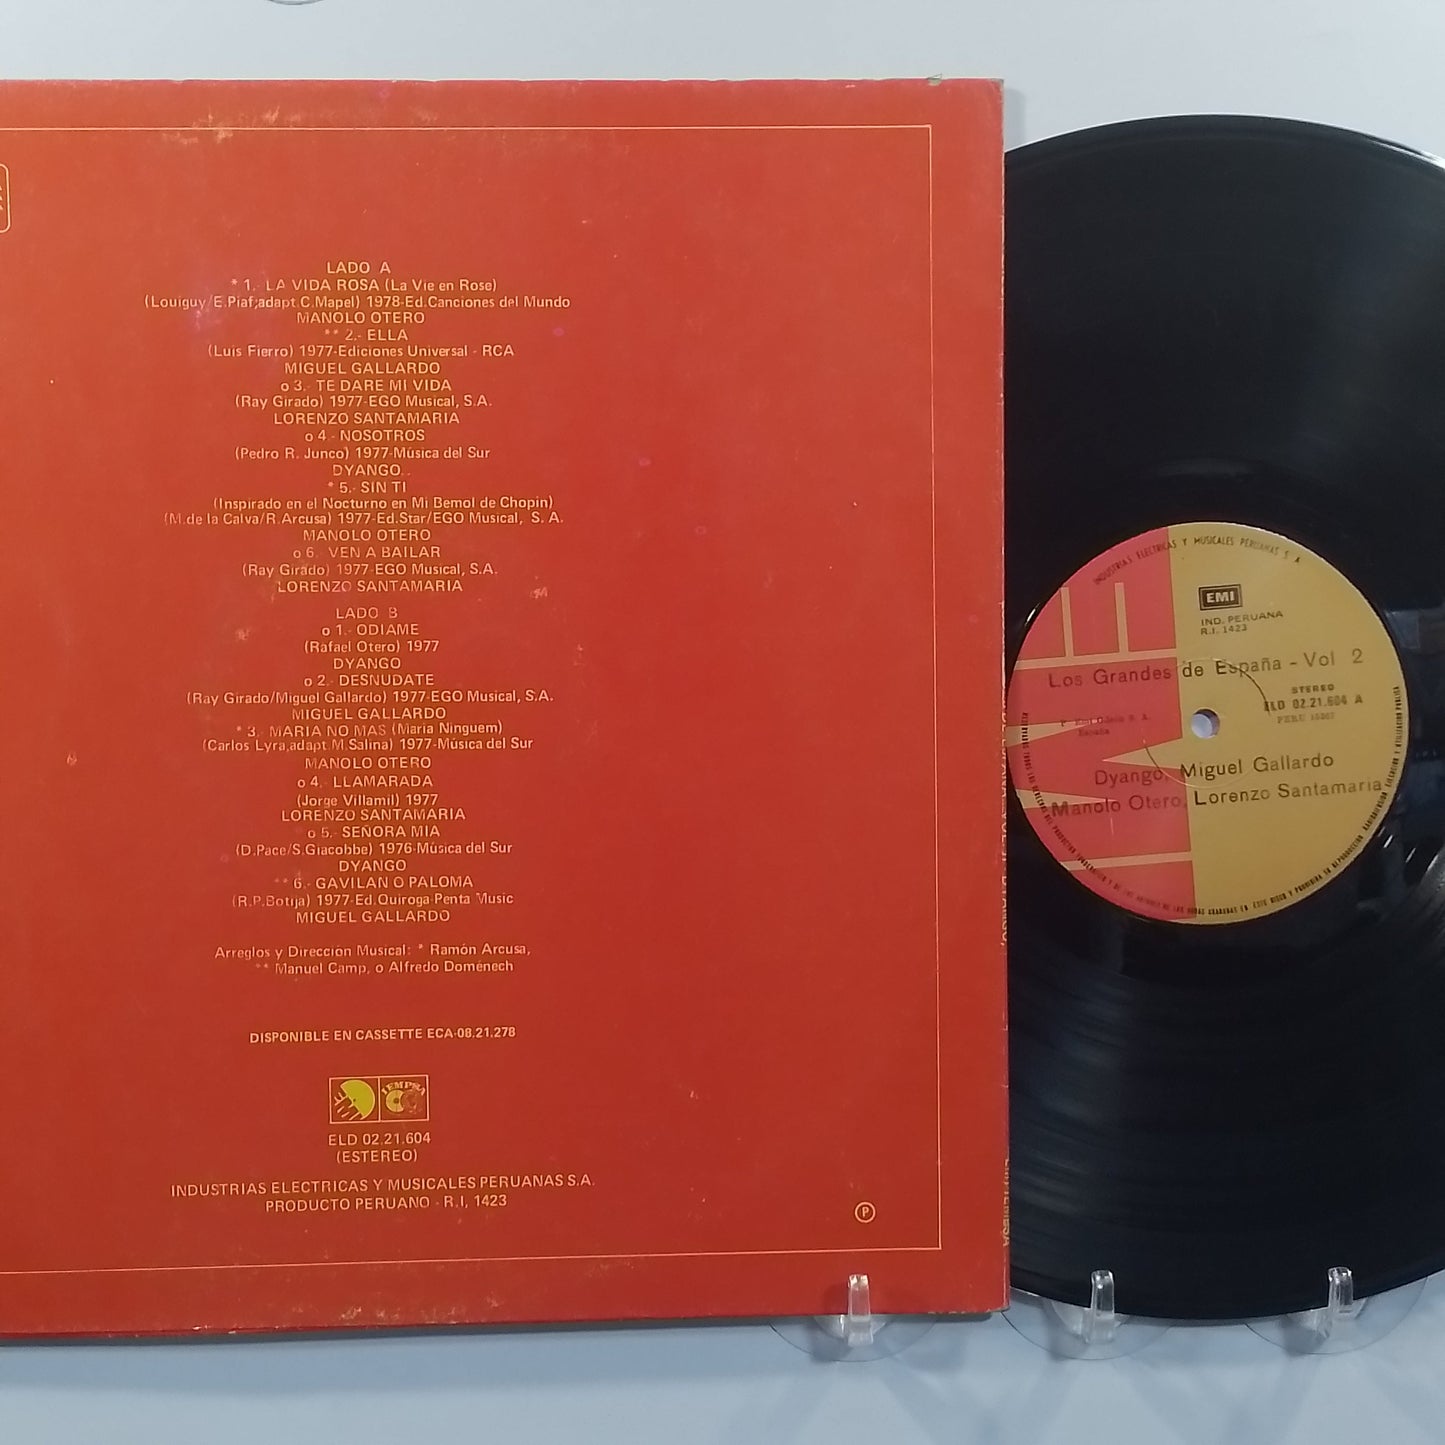 LADO A
* 1.- LA VIDA ROSA (La Vie en Rose)
(Louiguy/E.Piaf;adapt.C.Mapel) 1978-Ed.Canciones del Mundo
MANOLO OTERO
** 2.- ELLA
(Luis Fierro) 1977-Ediciones Universal - RCA
MIGUEL GALLARDO
o 3.- TE DARE MI VIDA
(Ray Girado) 1977-EGO Musical, S.A.
LORENZO SANTAMARIA
o 4.- NOSOTROS
(Pedro R. Junco) 1977-Música del Sur
DYANGO..
* 5.- SIN TI
(Inspirado en el Nocturno en Mi Bemol de Chopin)
(M.de la Calva/R.Arcusa) 1977-Ed.Star/EGO Musical, S. A.
MANOLO OTERO
o 6.- VEN A BAILAR
(Ray Girado) 1977-EGO Musical, S.A.
LORENZO SANTAMARIA
LADO B
o 1.- ODIAME
(Rafael Otero) 1977
DYANGO
o 2.- DESNUDATE
(Ray Girado/Miguel Gallardo) 1977-EGO Musical, S.A.
MIGUEL GALLARDO
* 3.- MARIA NO MAS (Maria Ninguem)
(Carlos Lyra,adapt.M.Salina) 1977-Música del Sur
MANOLO OTERO
o 4.- LLAMARADA
(Jorge Villamil) 1977
LORENZO SANTAMARIA
o 5.- SEÑORA MIA
(D.Pace/S.Giacobbe) 1976-Música del Sur
DYANGO
** 6.- GAVILAN O PALOMA
(R.P.Botija) 1977-Ed.Quiroga-Penta Music
MIGUEL GALLARDO
Arreglos y Dirección Musical: * Ramón Arcusa,
** Manuel Camp, o Alfredo Doménech
DISPONIBLE EN CASSETTE ECA-08.21.278
EMI IEMPSA
ELD 02.21.604
(ESTEREO)
INDUSTRIAS ELECTRICAS Y MUSICALES PERUANAS S.A.
PRODUCTO PERUANO - R.I, 1423
P
INDUSTRIAS ELECTRICAS Y MUSICALES PERUANAS S A
EMI
IND. PERUANA
R.I. 1423
Los Grandes de España - Vol 2
STEREO
ELD 02.21.604 A
PERU 15067
P Emi Odeón S. A.
España
Dyango, Miguel Gallardo
Manolo Otero, Lorenzo Santamaria